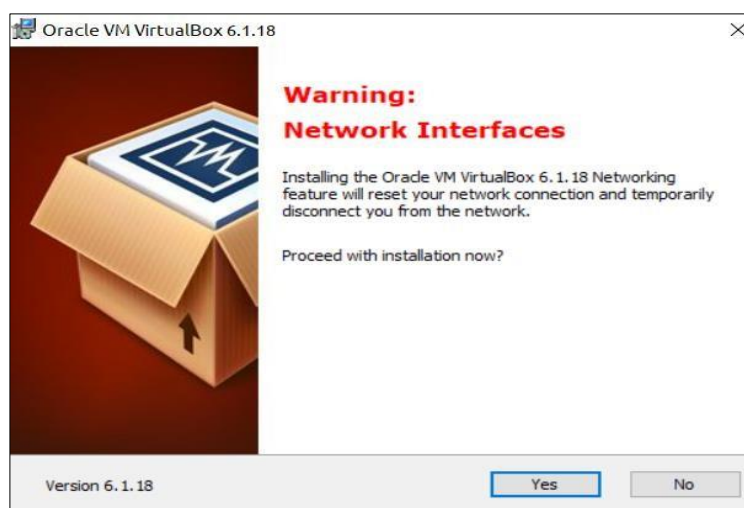 Oracle VM VirtualBox 6.1.18
Warning:
Network Interfaces
Installing the Oracle VM VirtualBox 6.1.18 Networking
feature will reset your network connection and temporarily
disconnect you from the network.
Proceed with installation now?
Version 6.1.18
Yes
No